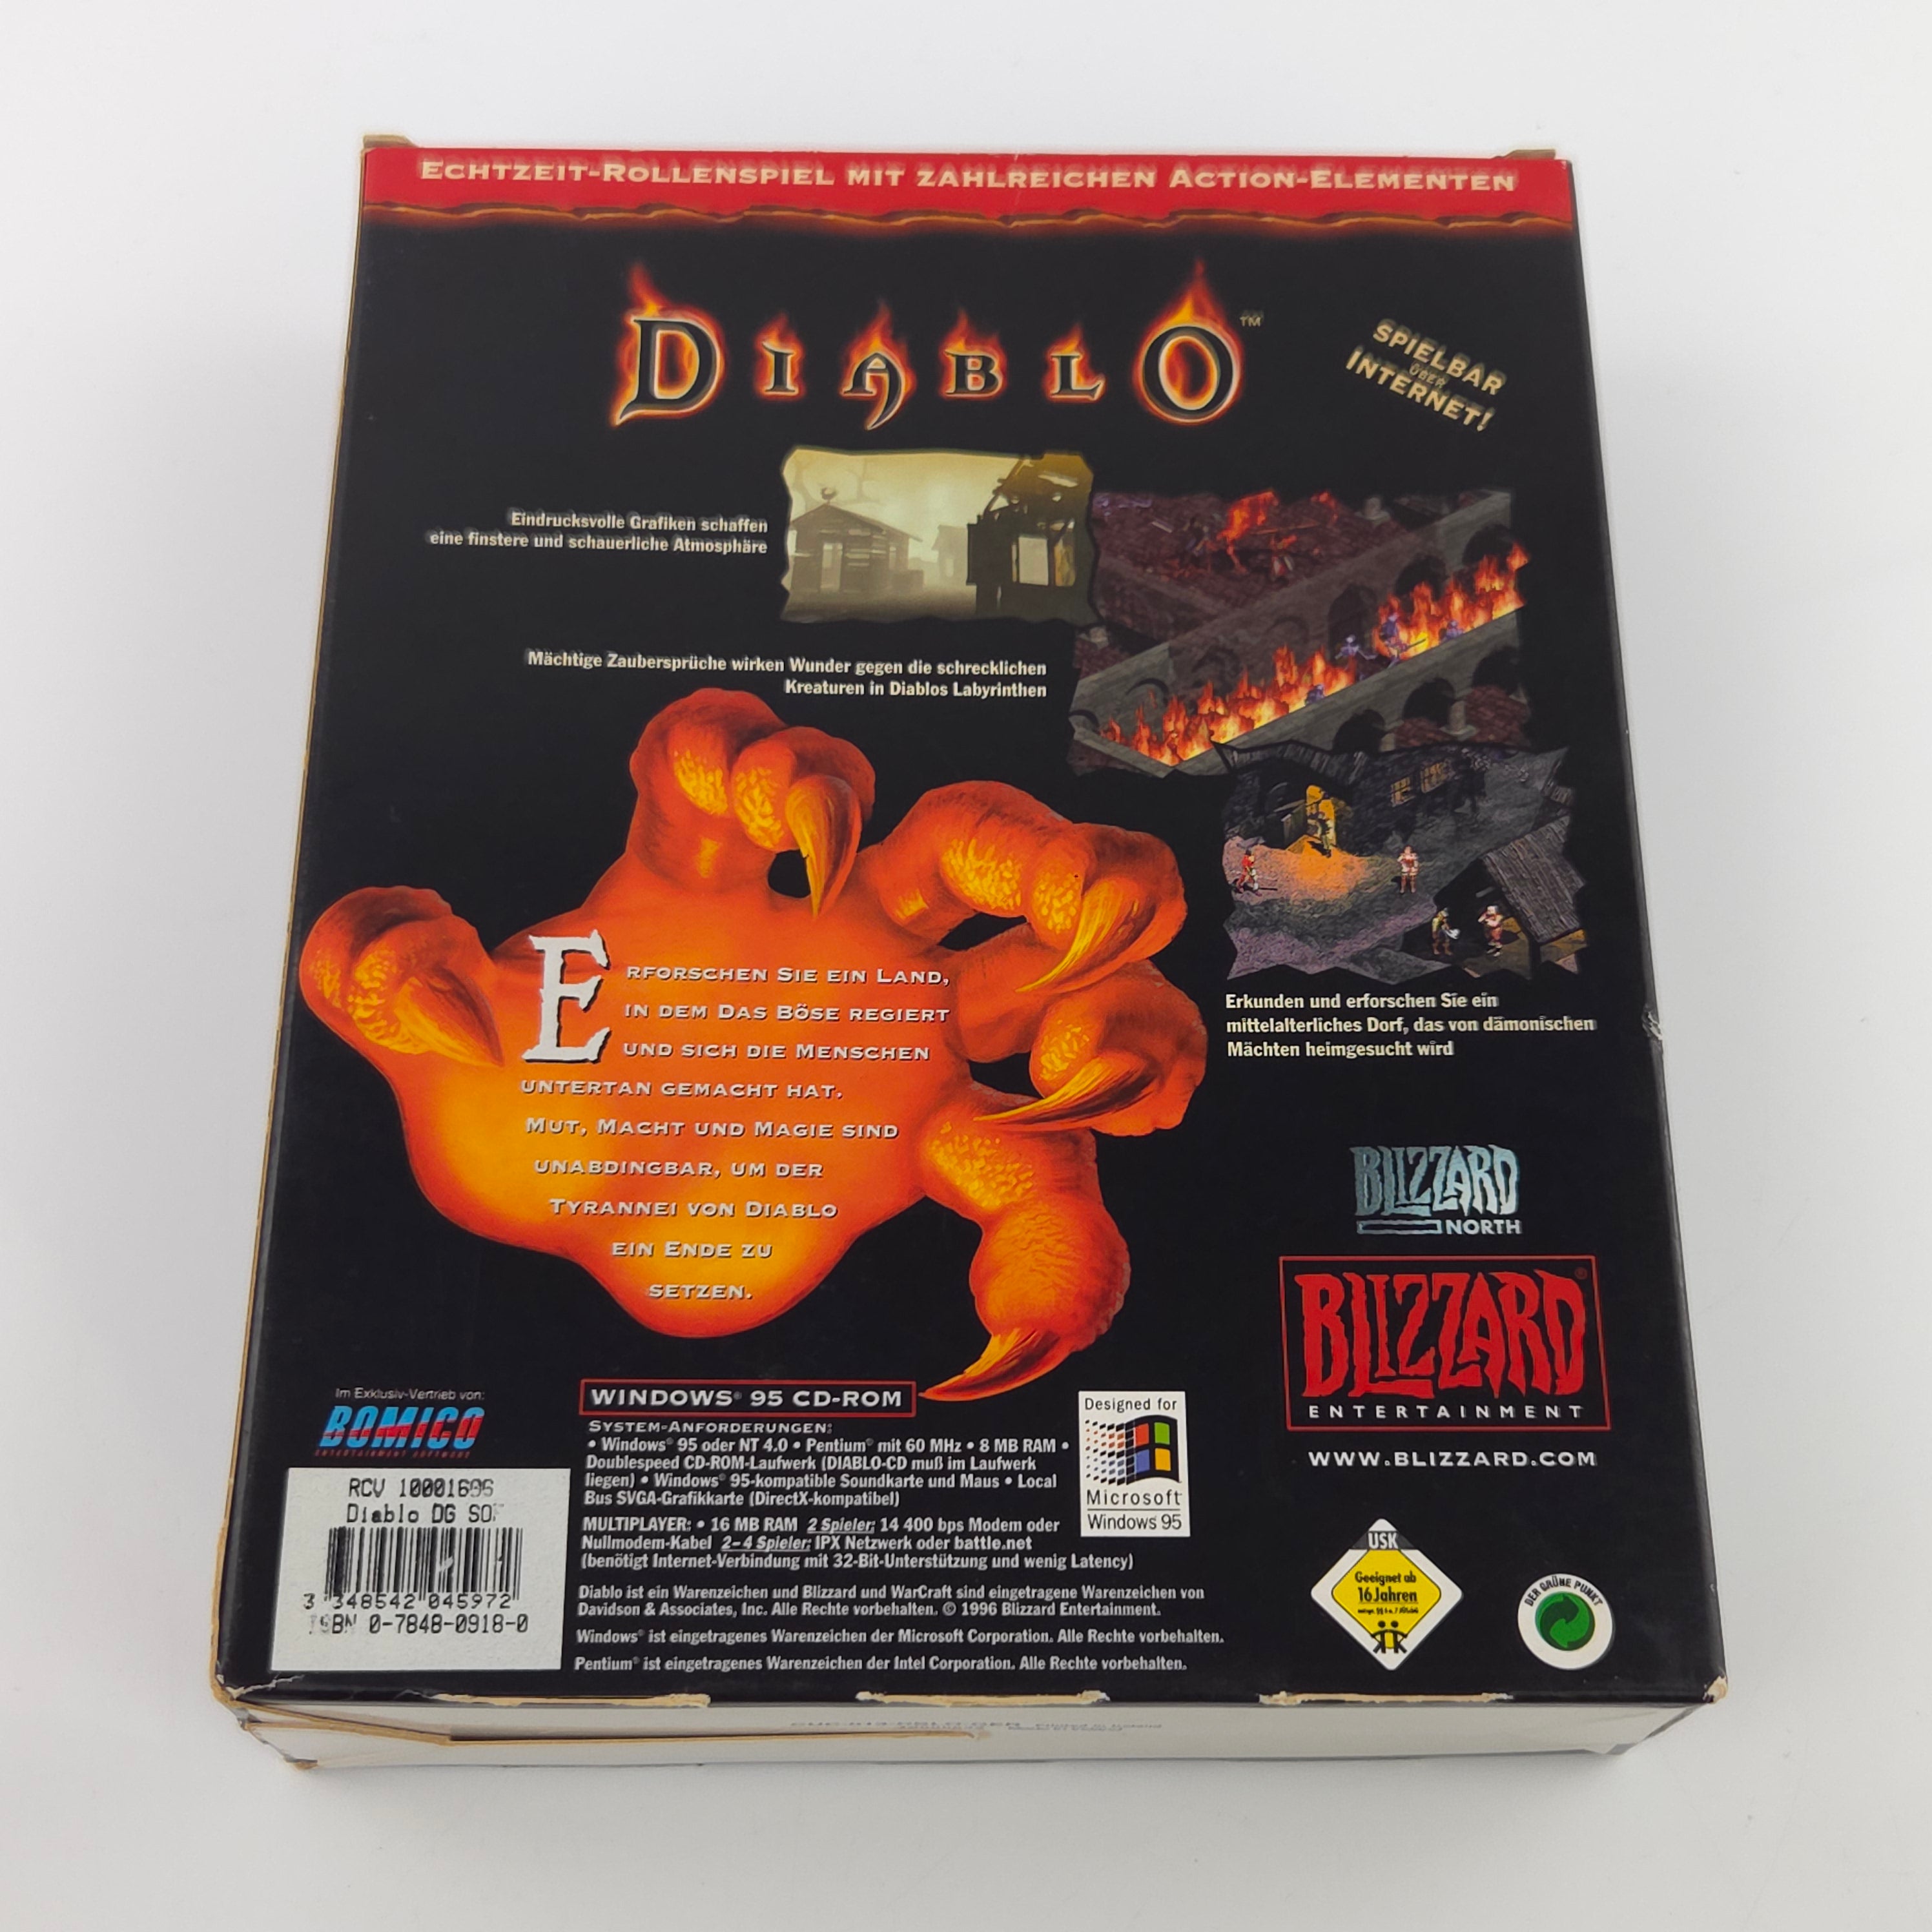 ECHTZEIT-ROLLENSPIEL MIT ZAHLREICHEN ACTION-ELEMENTEN
DIABLO™
SPIELBAR
ÜBER
INTERNET!
Eindrucksvolle Grafiken schaffen
eine finstere und schauerliche Atmosphäre
Mächtige Zaubersprüche wirken Wunder gegen die schrecklichen
Kreaturen in Diablos Labyrinthen
ERFORSCHEN SIE EIN LAND,
IN DEM DAS BÖSE REGIERT
UND SICH DIE MENSCHEN
UNTERTAN GEMACHT HAT.
MUT, MACHT UND MAGIE SIND
UNABDINGBAR, UM DER
TYRANNEI VON DIABLO
EIN ENDE ZU
SETZEN.
Erkunden und erforschen Sie ein
mittelalterliches Dorf, das von dämonischen
Mächten heimgesucht wird
BLIZZARD
NORTH
BLIZZARD®
ENTERTAINMENT
WWW.BLIZZARD.COM
Im Exklusiv-Vertrieb von:
BOMICO
ENTERTAINMENT SOFTWARE
RCV 10001696
Diablo DG
3 348542 045972
ISBN 0-7848-0918-0
WINDOWS® 95 CD-ROM
SYSTEM-ANFORDERUNGEN:
• Windows® 95 oder NT 4.0 • Pentium® mit 60 MHz • 8 MB RAM •
Doublespeed CD-ROM-Laufwerk (DIABLO-CD muß im Laufwerk
liegen) • Windows® 95-kompatible Soundkarte und Maus • Local
Bus SVGA-Grafikkarte (DirectX-kompatibel)
MULTIPLAYER: • 16 MB RAM 2 Spieler: 14 400 bps Modem oder
Nullmodem-Kabel 2–4 Spieler: IPX Netzwerk oder battle.net
(benötigt Internet-Verbindung mit 32-Bit-Unterstützung und wenig Latency)
Diablo ist ein Warenzeichen und Blizzard und WarCraft sind eingetragene Warenzeichen von
Davidson & Associates, Inc. Alle Rechte vorbehalten. © 1996 Blizzard Entertainment.
Windows® ist eingetragenes Warenzeichen der Microsoft Corporation. Alle Rechte vorbehalten.
Pentium® ist eingetragenes Warenzeichen der Intel Corporation. Alle Rechte vorbehalten.
Designed for
Microsoft
Windows 95
USK
Geeignet ab
16 Jahren
DER GRÜNE PUNKT